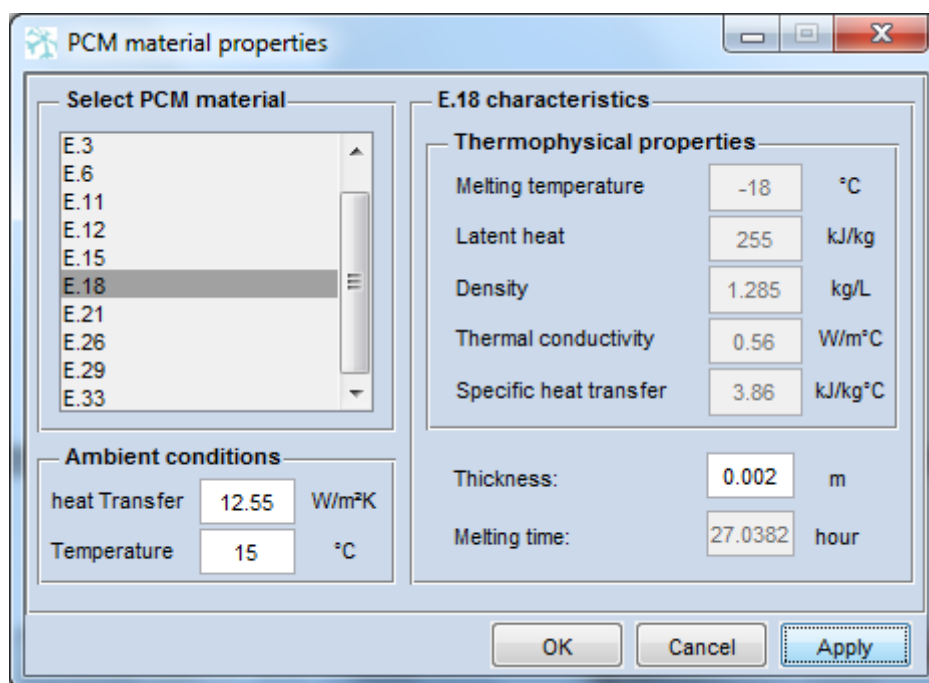 PCM material properties
Select PCM material
E.3
E.6
E.11
E.12
E.15
E.18
E.21
E.26
E.29
E.33
Ambient conditions
heat Transfer 12.55 W/m²K
Temperature 15 °C
E.18 characteristics
Thermophysical properties
Melting temperature -18 °C
Latent heat 255 kJ/kg
Density 1.285 kg/L
Thermal conductivity 0.56 W/m°C
Specific heat transfer 3.86 kJ/kg°C
Thickness: 0.002 m
Melting time: 27.0382 hour
OK Cancel Apply